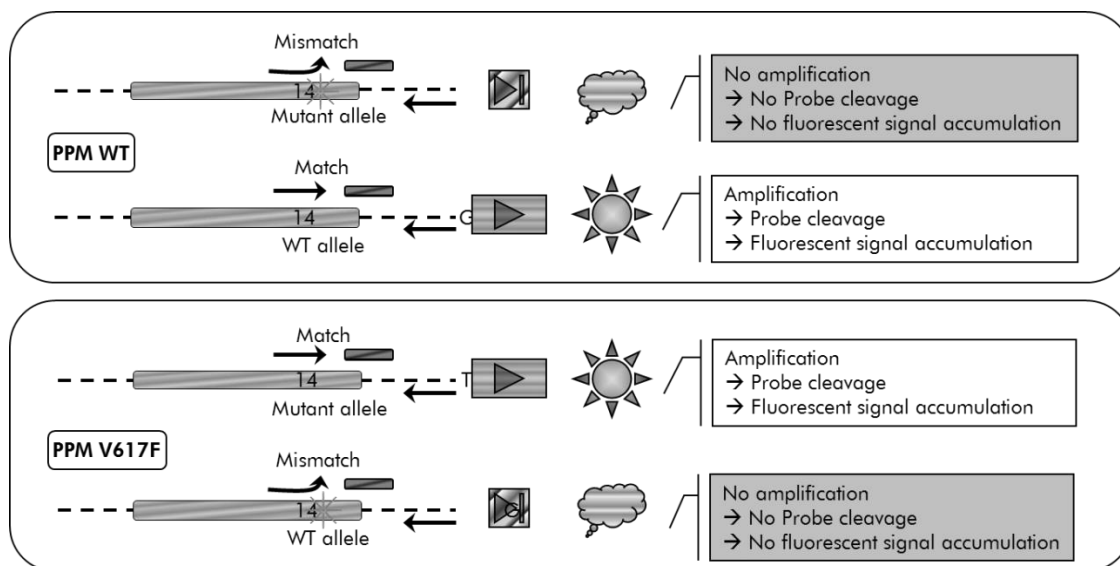 Mismatch
14
Mutant allele
No amplification
→ No Probe cleavage
→ No fluorescent signal accumulation
PPM WT
Match
14
WT allele
G
Amplification
→ Probe cleavage
→ Fluorescent signal accumulation
Match
14
Mutant allele
T
Amplification
→ Probe cleavage
→ Fluorescent signal accumulation
PPM V617F
Mismatch
14
WT allele
No amplification
→ No Probe cleavage
→ No fluorescent signal accumulation